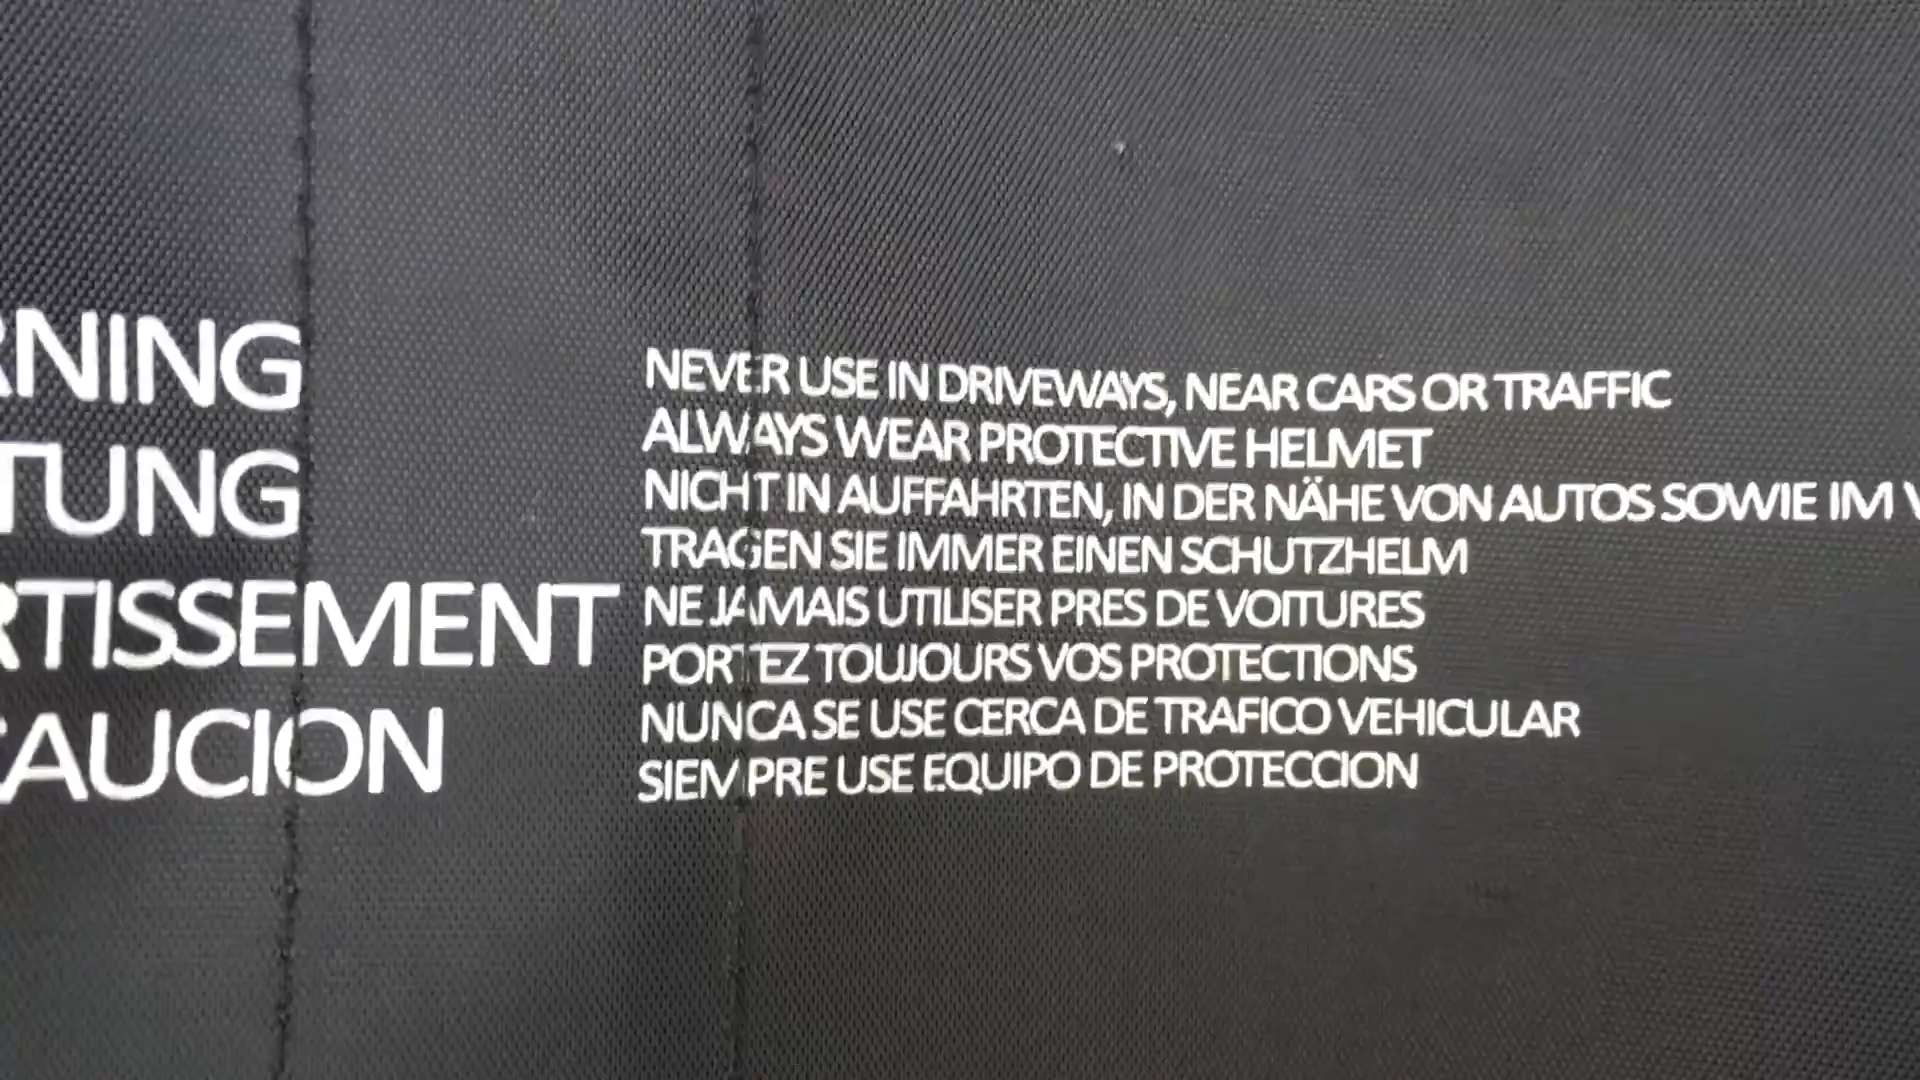 RNING
TUNG
RTISSEMENT
CAUCION
NEVER USE IN DRIVEWAYS, NEAR CARS OR TRAFFIC
ALWAYS WEAR PROTECTIVE HELMET
NICHT IN AUFFAHRTEN, IN DER NÄHE VON AUTOS SOWIE IM V
TRAGEN SIE IMMER EINEN SCHUTZHELM
NE JAMAIS UTILISER PRES DE VOITURES
PORTEZ TOUJOURS VOS PROTECTIONS
NUNCA SE USE CERCA DE TRAFICO VEHICULAR
SIEMPRE USE EQUIPO DE PROTECCION